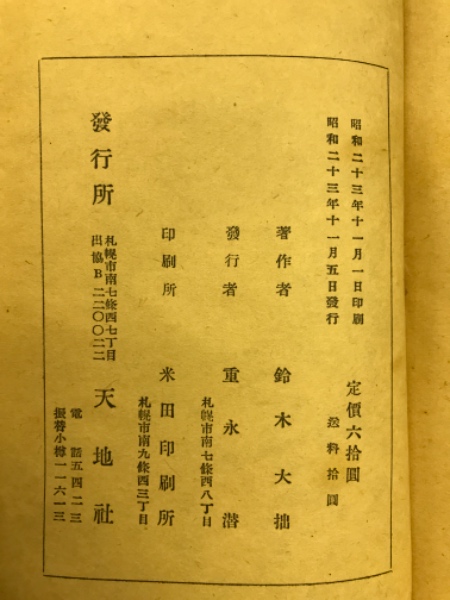 昭和二十三年十一月一日印刷
昭和二十三年十一月五日發行
定價六拾圓
送料拾圓
著作者 鈴木大拙
發行者 重永潜
札幌市南七條西八丁目
印刷所 米田印刷所
札幌市南九條西三丁目
發行所 天地社
札幌市南七條西七丁目
出協B二二〇〇二二
電話五四二三
振替小樽一一六一三